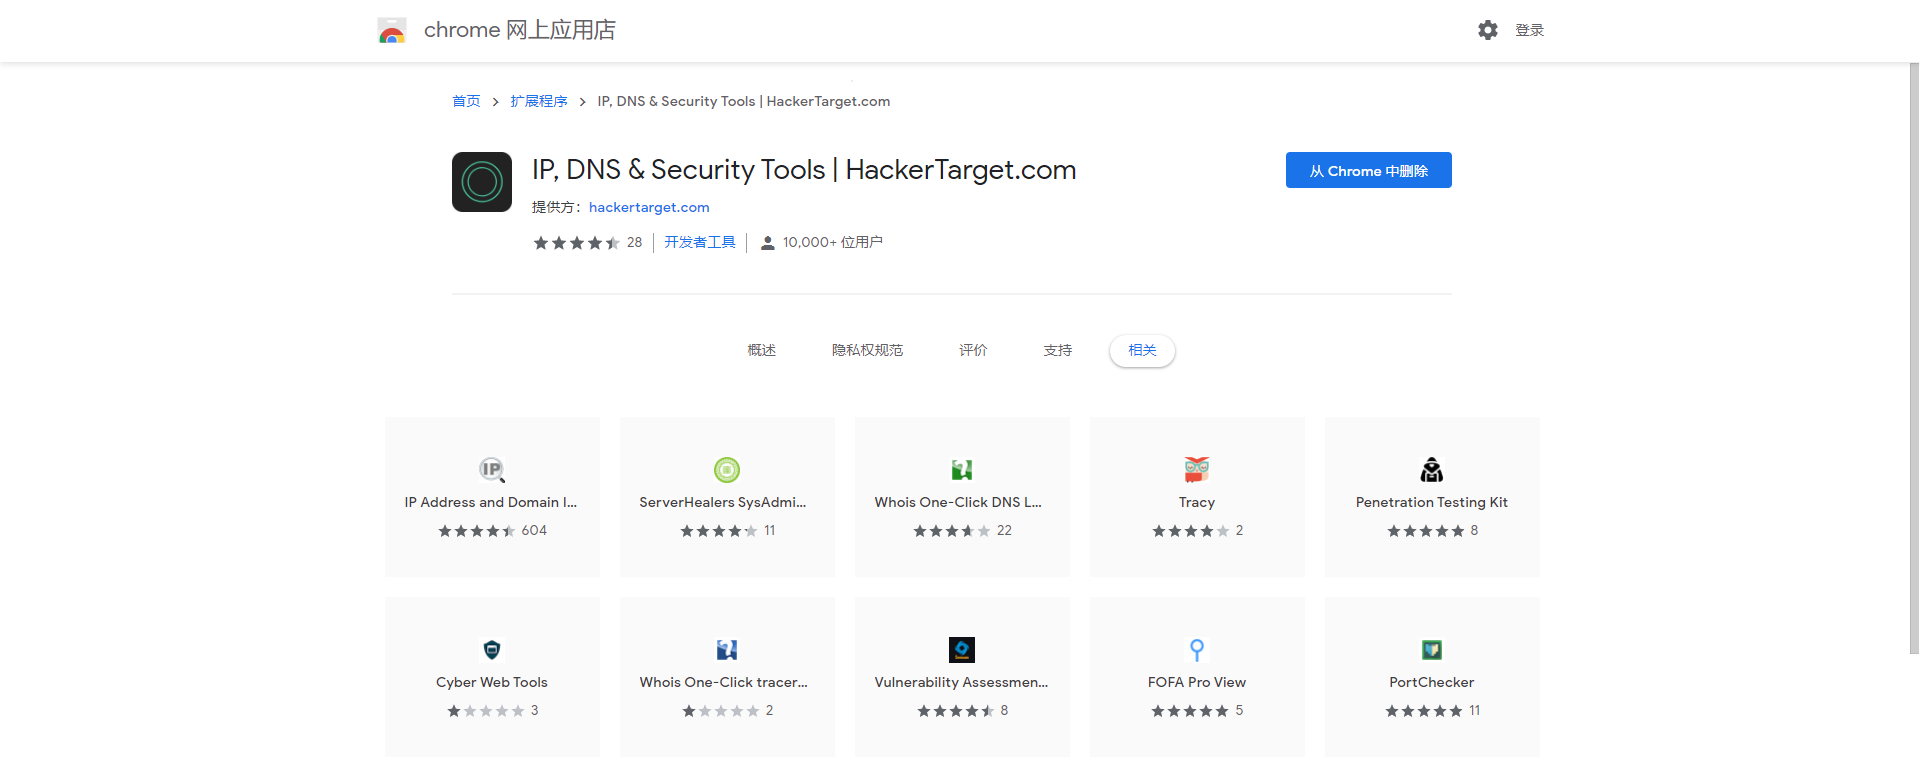 chrome 网上应用店
登录
首页 > 扩展程序 > IP, DNS & Security Tools | HackerTarget.com
IP, DNS & Security Tools | HackerTarget.com
从 Chrome 中删除
提供方：hackertarget.com
28 | 开发者工具 | 10,000+ 位用户
概述 隐私权规范 评价 支持 相关
IP Address and Domain I...
604
ServerHealers SysAdmi...
11
Whois One-Click DNS L...
22
Tracy
2
Penetration Testing Kit
8
Cyber Web Tools
3
Whois One-Click tracer...
2
Vulnerability Assessmen...
8
FOFA Pro View
5
PortChecker
11